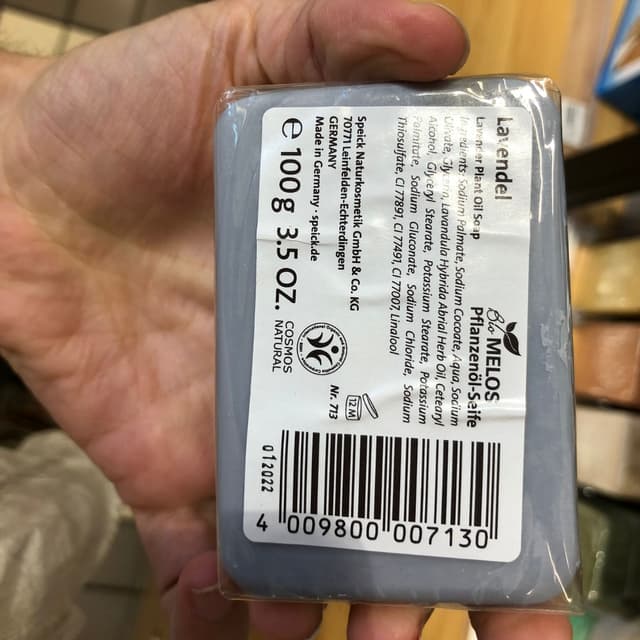 Lavendel
Lavender Plant Oil Soap
Bio MELOS
Pflanzenöl-Seife
Ingredients: Sodium Palmate, Sodium Cocoate, Aqua, Sodium
Olivate, Glycerin, Lavandula Hybrida Abrial Herb Oil, Cetearyl
Alcohol, Glyceryl Stearate, Potassium Stearate, Potassium
Palmitate, Sodium Gluconate, Sodium Chloride, Sodium
Thiosulfate, CI 77891, CI 77491, CI 77007, Linalool
Speick Naturkosmetik GmbH & Co. KG
70771 Leinfelden-Echterdingen
GERMANY
Made in Germany · speick.de
e 100 g 3.5 OZ.
COSMOS
NATURAL
Nr. 713
12M
012022
4 009800 007130